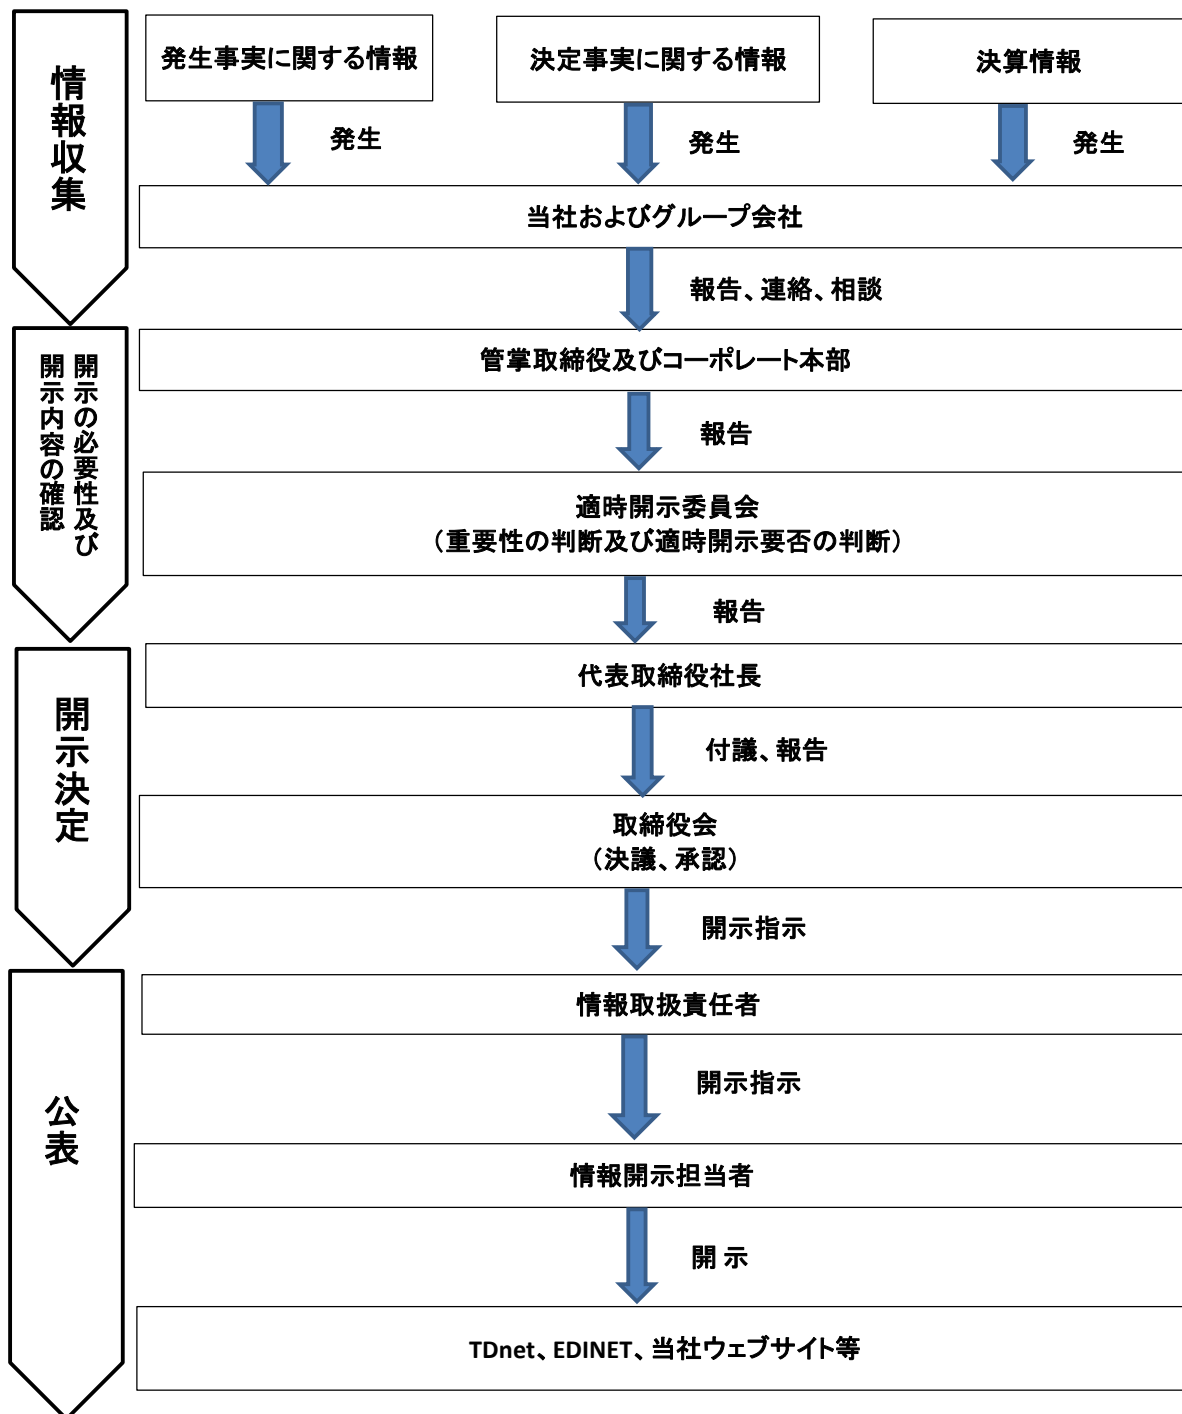 情報収集
発生事実に関する情報
決定事実に関する情報
決算情報
発生
発生
発生
当社およびグループ会社
報告、連絡、相談
開示の必要性及び
開示内容の確認
管掌取締役及びコーポレート本部
報告
適時開示委員会
（重要性の判断及び適時開示要否の判断）
報告
開示決定
代表取締役社長
付議、報告
取締役会
（決議、承認）
開示指示
公表
情報取扱責任者
開示指示
情報開示担当者
開 示
TDnet、EDINET、当社ウェブサイト等